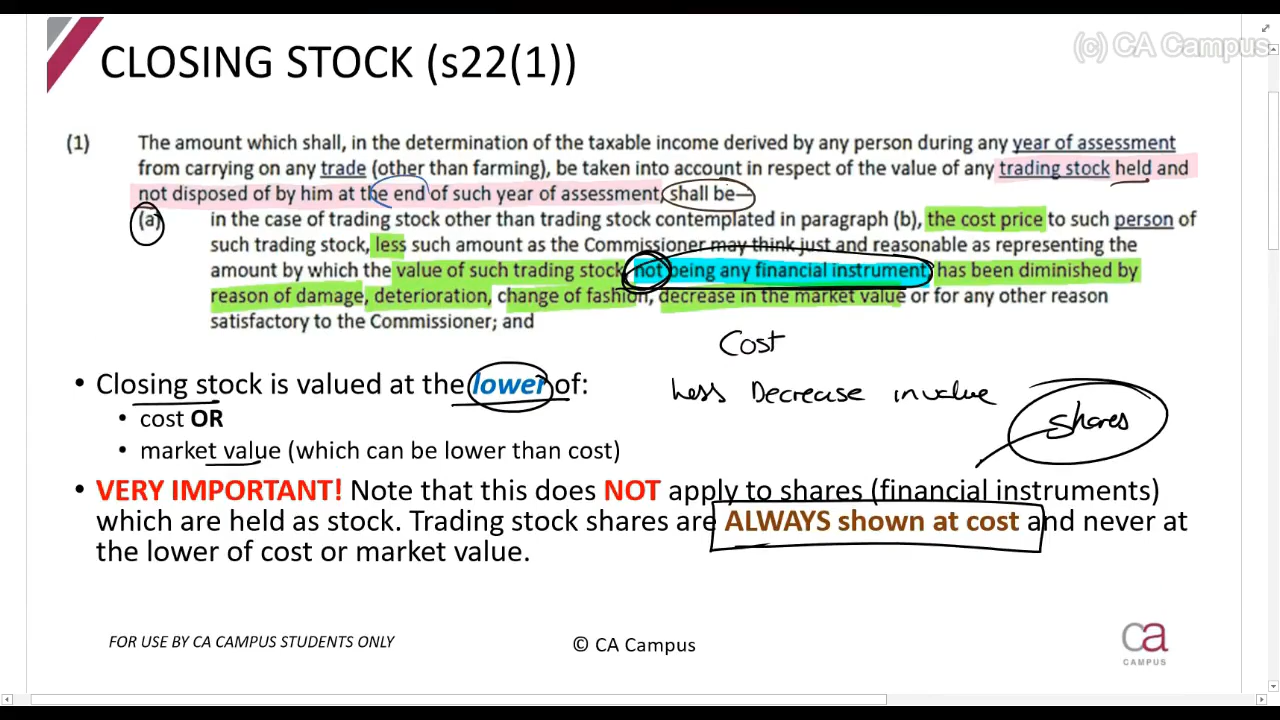 (c) CA Campus
CLOSING STOCK (s22(1))
(1) The amount which shall, in the determination of the taxable income derived by any person during any year of assessment
from carrying on any trade (other than farming), be taken into account in respect of the value of any trading stock held and
not disposed of by him at the end of such year of assessment, shall be—
(a) in the case of trading stock other than trading stock contemplated in paragraph (b), the cost price to such person of
such trading stock, less such amount as the Commissioner may think just and reasonable as representing the
amount by which the value of such trading stock, not being any financial instrument, has been diminished by
reason of damage, deterioration, change of fashion, decrease in the market value or for any other reason
satisfactory to the Commissioner; and
Cost
• Closing stock is valued at the lower of:
Less Decrease in value
• cost OR
shares
• market value (which can be lower than cost)
• VERY IMPORTANT! Note that this does NOT apply to shares (financial instruments)
which are held as stock. Trading stock shares are ALWAYS shown at cost and never at
the lower of cost or market value.
FOR USE BY CA CAMPUS STUDENTS ONLY
© CA Campus
ca
CAMPUS